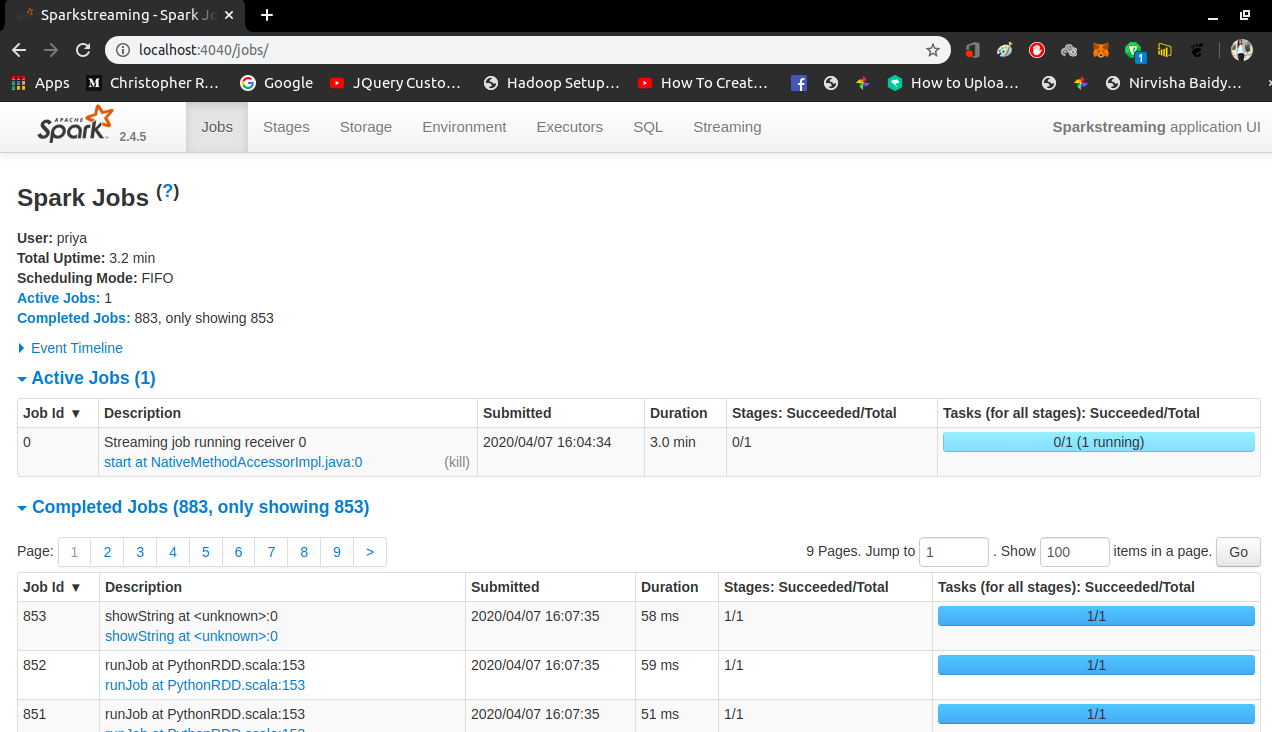 Sparkstreaming - Spark Jo
localhost:4040/jobs/
1
Apps M Christopher R... Google JQuery Custo... Hadoop Setup... How To Creat... f How to Uploa... Nirvisha Baidy...
APACHE Spark 2.4.5 Jobs Stages Storage Environment Executors SQL Streaming Sparkstreaming application UI
Spark Jobs (?)
User: priya
Total Uptime: 3.2 min
Scheduling Mode: FIFO
Active Jobs: 1
Completed Jobs: 883, only showing 853
Event Timeline
Active Jobs (1)
Job Id ▼ Description Submitted Duration Stages: Succeeded/Total Tasks (for all stages): Succeeded/Total
0 Streaming job running receiver 0 2020/04/07 16:04:34 3.0 min 0/1 0/1 (1 running)
start at NativeMethodAccessorImpl.java:0 (kill)
Completed Jobs (883, only showing 853)
Page: 1 2 3 4 5 6 7 8 9 > 9 Pages. Jump to 1 . Show 100 items in a page. Go
Job Id ▼ Description Submitted Duration Stages: Succeeded/Total Tasks (for all stages): Succeeded/Total
853 showString at <unknown>:0 2020/04/07 16:07:35 58 ms 1/1 1/1
showString at <unknown>:0
852 runJob at PythonRDD.scala:153 2020/04/07 16:07:35 59 ms 1/1 1/1
runJob at PythonRDD.scala:153
851 runJob at PythonRDD.scala:153 2020/04/07 16:07:35 51 ms 1/1 1/1
runJob at PythonRDD.scala:153